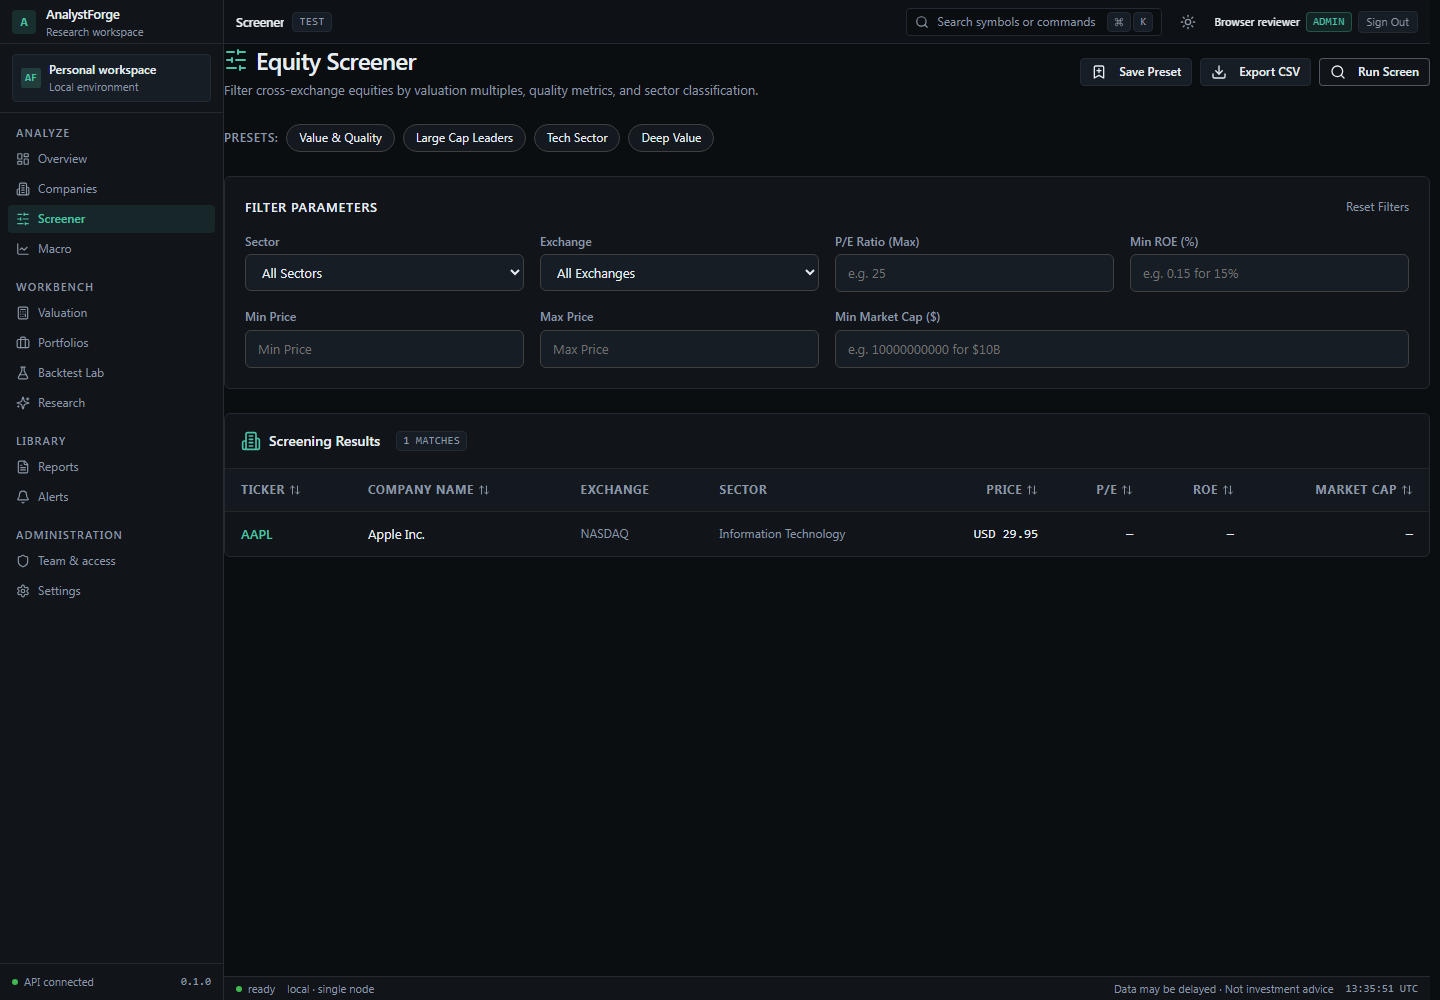 A
AnalystForge
Research workspace
AF
Personal workspace
Local environment
ANALYZE
Overview
Companies
Screener
Macro
WORKBENCH
Valuation
Portfolios
Backtest Lab
Research
LIBRARY
Reports
Alerts
ADMINISTRATION
Team & access
Settings
API connected 0.1.0
Screener TEST
Search symbols or commands ⌘ K
Browser reviewer ADMIN Sign Out
Equity Screener
Filter cross-exchange equities by valuation multiples, quality metrics, and sector classification.
Save Preset Export CSV Run Screen
PRESETS: Value & Quality Large Cap Leaders Tech Sector Deep Value
FILTER PARAMETERS Reset Filters
Sector Exchange P/E Ratio (Max) Min ROE (%)
All Sectors All Exchanges e.g. 25 e.g. 0.15 for 15%
Min Price Max Price Min Market Cap ($)
Min Price Max Price e.g. 10000000000 for $10B
Screening Results 1 MATCHES
TICKER COMPANY NAME EXCHANGE SECTOR PRICE P/E ROE MARKET CAP
AAPL Apple Inc. NASDAQ Information Technology USD 29.95 — — —
ready local · single node Data may be delayed · Not investment advice 13:35:51 UTC